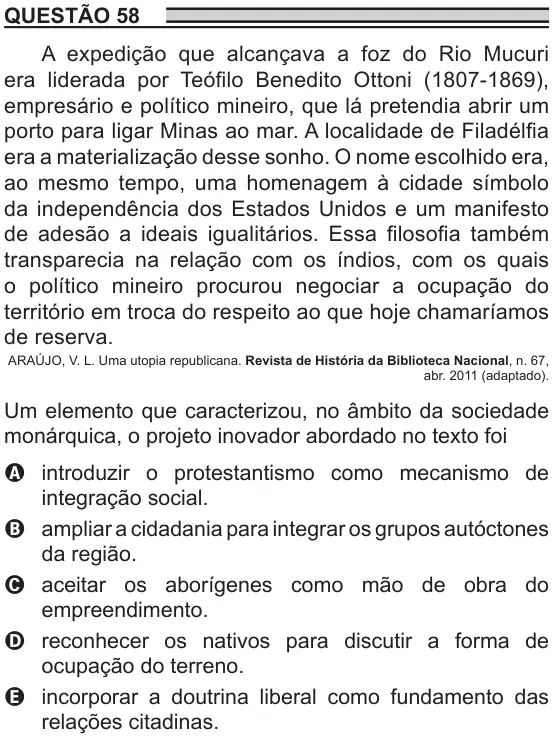 QUESTÃO 58
A expedição que alcançava a foz do Rio Mucuri
era liderada por Teófilo Benedito Ottoni (1807-1869),
empresário e político mineiro, que lá pretendia abrir um
porto para ligar Minas ao mar. A localidade de Filadélfia
era a materialização desse sonho. O nome escolhido era,
ao mesmo tempo, uma homenagem à cidade símbolo
da independência dos Estados Unidos e um manifesto
de adesão a ideais igualitários. Essa filosofia também
transparecia na relação com os índios, com os quais
o político mineiro procurou negociar a ocupação do
território em troca do respeito ao que hoje chamaríamos
de reserva.
ARAÚJO, V. L. Uma utopia republicana. Revista de História da Biblioteca Nacional, n. 67,
abr. 2011 (adaptado).
Um elemento que caracterizou, no âmbito da sociedade
monárquica, o projeto inovador abordado no texto foi
A introduzir o protestantismo como mecanismo de
integração social.
B ampliar a cidadania para integrar os grupos autóctones
da região.
C aceitar os aborígenes como mão de obra do
empreendimento.
D reconhecer os nativos para discutir a forma de
ocupação do terreno.
E incorporar a doutrina liberal como fundamento das
relações citadinas.